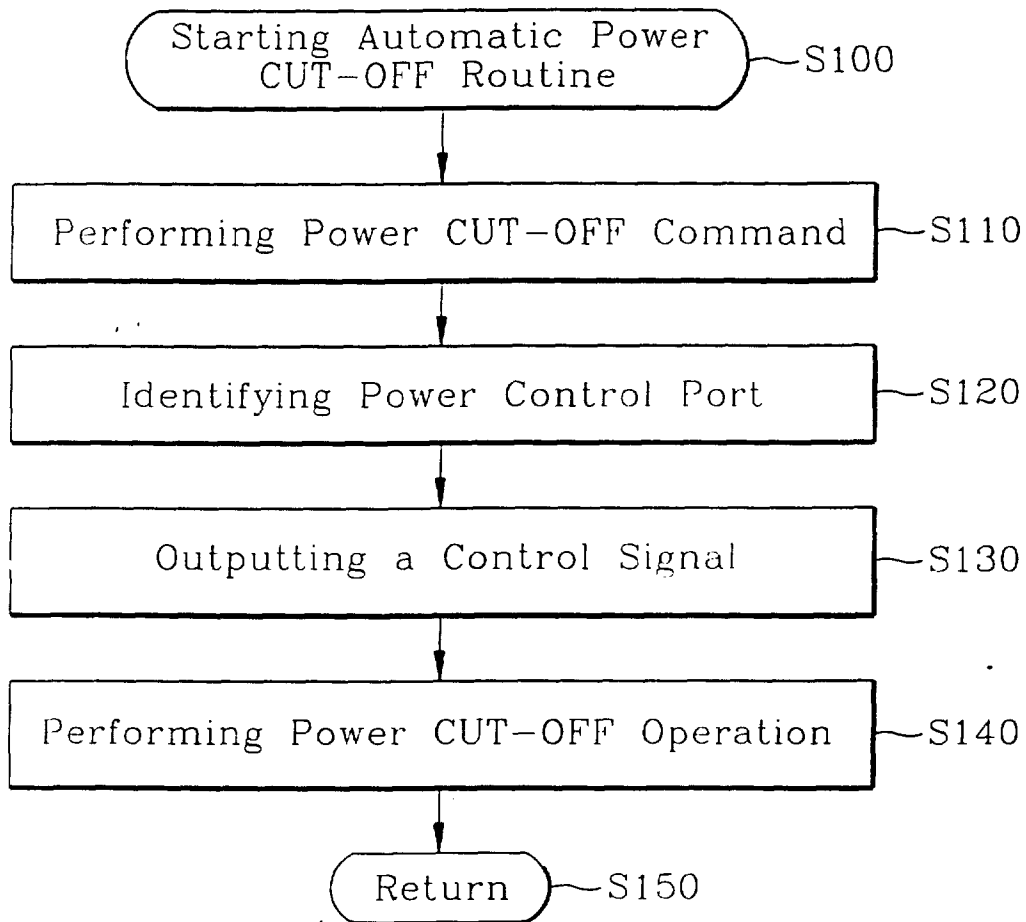 Starting Automatic Power
CUT-OFF Routine
S100
Performing Power CUT-OFF Command
S110
Identifying Power Control Port
S120
Outputting a Control Signal
S130
Performing Power CUT-OFF Operation
S140
Return
S150